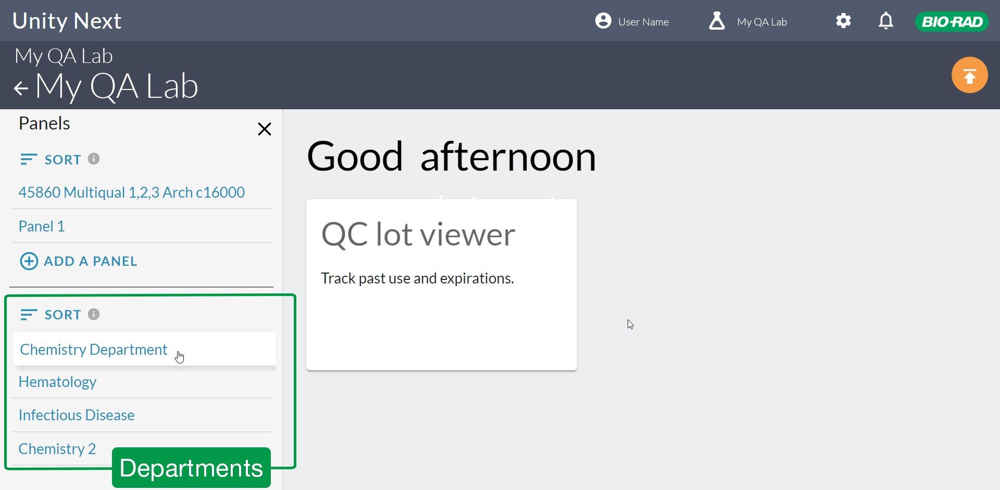 Unity Next
User Name
My QA Lab
BIO-RAD
My QA Lab
My QA Lab
Panels
SORT
45860 Multiqual 1,2,3 Arch c16000
Panel 1
ADD A PANEL
SORT
Chemistry Department
Hematology
Infectious Disease
Chemistry 2
Departments
Good afternoon
QC lot viewer
Track past use and expirations.